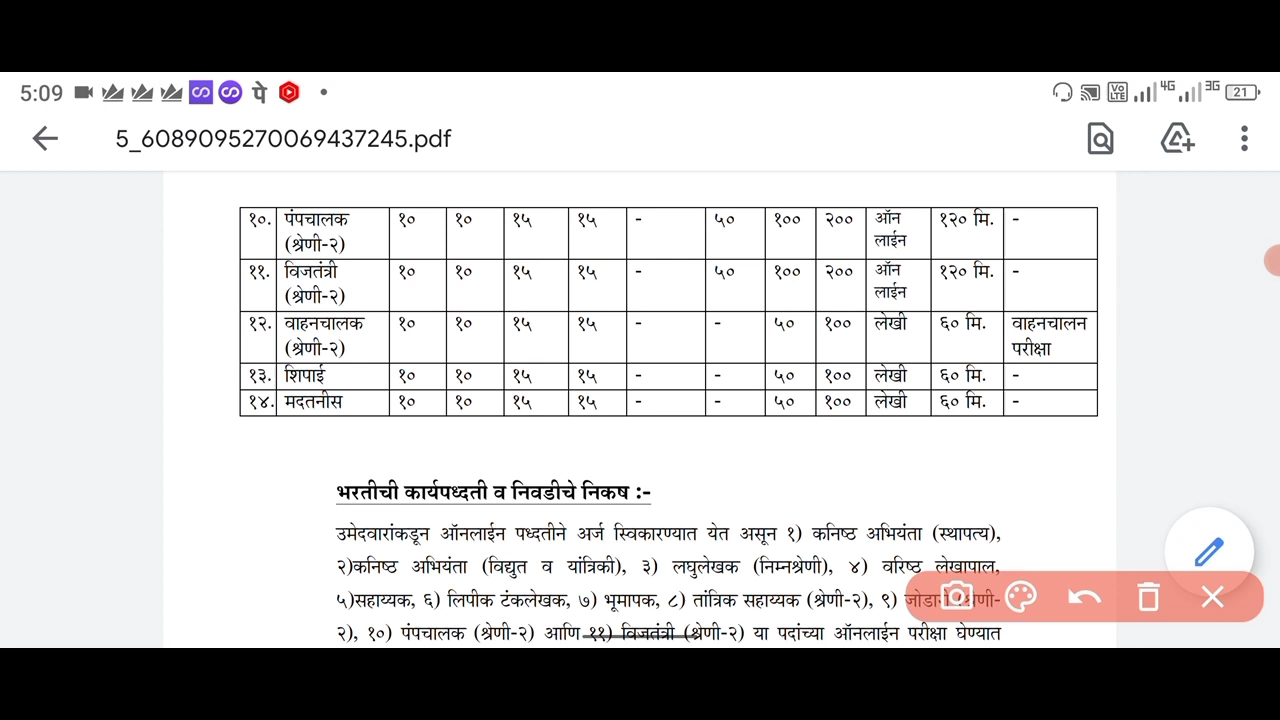 5:09 पे 4G 3G 21
VO LTE
5_6089095270069437245.pdf
१०. पंपचालक (श्रेणी-२) १० १० १५ १५ - ५० १०० २०० ऑन लाईन १२० मि. -
११. विजतंत्री (श्रेणी-२) १० १० १५ १५ - ५० १०० २०० ऑन लाईन १२० मि. -
१२. वाहनचालक (श्रेणी-२) १० १० १५ १५ - - ५० १०० लेखी ६० मि. वाहनचालन परीक्षा
१३. शिपाई १० १० १५ १५ - - ५० १०० लेखी ६० मि. -
१४. मदतनीस १० १० १५ १५ - - ५० १०० लेखी ६० मि. -
भरतीची कार्यपध्दती व निवडीचे निकष :-
उमेदवारांकडून ऑनलाईन पध्दतीने अर्ज स्विकारण्यात येत असून १) कनिष्ठ अभियंता (स्थापत्य),
२)कनिष्ठ अभियंता (विद्युत व यांत्रिकी), ३) लघुलेखक (निम्नश्रेणी), ४) वरिष्ठ लेखापाल,
५)सहाय्यक, ६) लिपीक टंकलेखक, ७) भूमापक, ८) तांत्रिक सहाय्यक (श्रेणी-२), ९) जोडारी (श्रेणी-
२), १०) पंपचालक (श्रेणी-२) आणि ११) विजतंत्री (श्रेणी-२) या पदांच्या ऑनलाईन परीक्षा घेण्यात